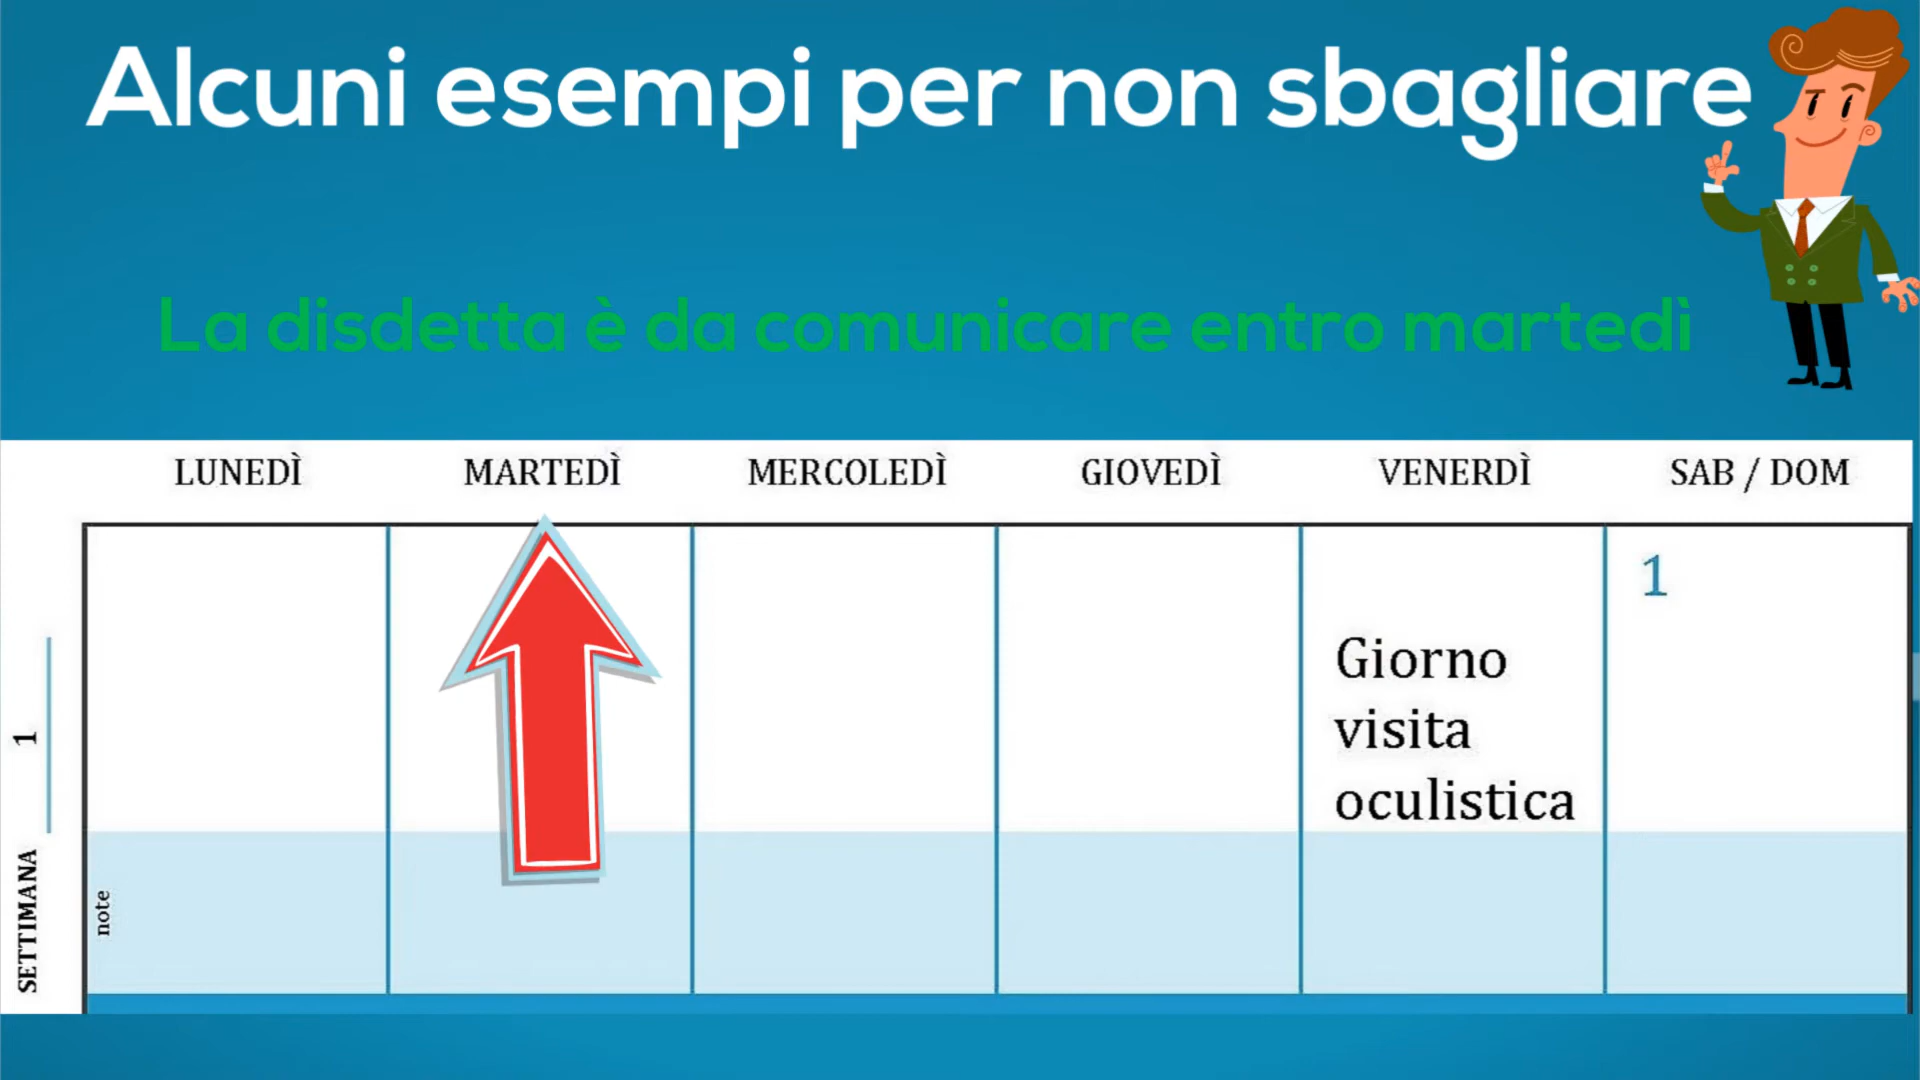 Alcuni esempi per non sbagliare
La disdetta è da comunicare entro martedì
LUNEDÌ MARTEDÌ MERCOLEDÌ GIOVEDÌ VENERDÌ SAB / DOM
1
Giorno
visita
oculistica
SETTIMANA 1
note